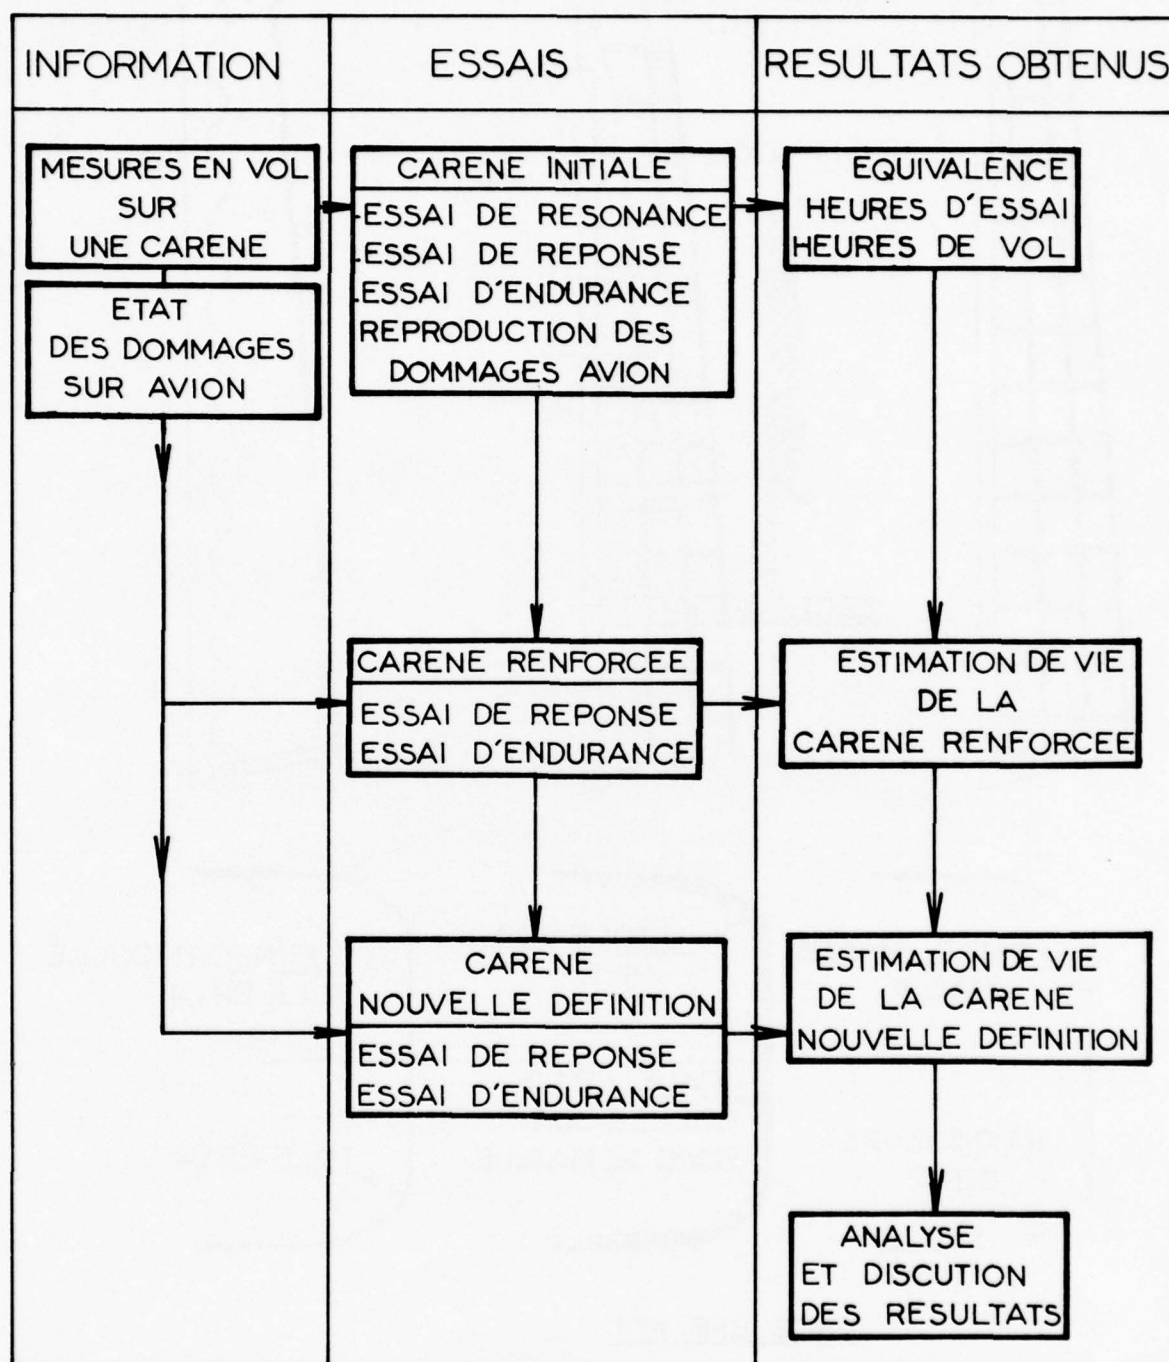 INFORMATION
ESSAIS
RESULTATS OBTENUS
MESURES EN VOL
SUR
UNE CARENE
ETAT
DES DOMMAGES
SUR AVION
CARENE INITIALE
.ESSAI DE RESONANCE
.ESSAI DE REPONSE
.ESSAI D'ENDURANCE
REPRODUCTION DES
DOMMAGES AVION
EQUIVALENCE
HEURES D'ESSAI
HEURES DE VOL
CARENE RENFORCEE
ESSAI DE REPONSE
ESSAI D'ENDURANCE
ESTIMATION DE VIE
DE LA
CARENE RENFORCEE
CARENE
NOUVELLE DEFINITION
ESSAI DE REPONSE
ESSAI D'ENDURANCE
ESTIMATION DE VIE
DE LA CARENE
NOUVELLE DEFINITION
ANALYSE
ET DISCUTION
DES RESULTATS